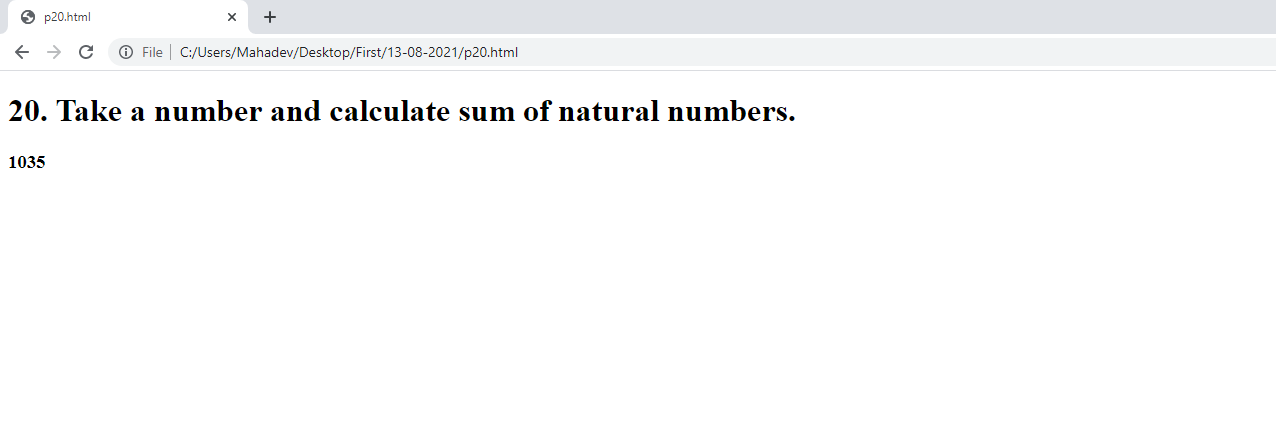 p20.html
File C:/Users/Mahadev/Desktop/First/13-08-2021/p20.html
20. Take a number and calculate sum of natural numbers.
1035